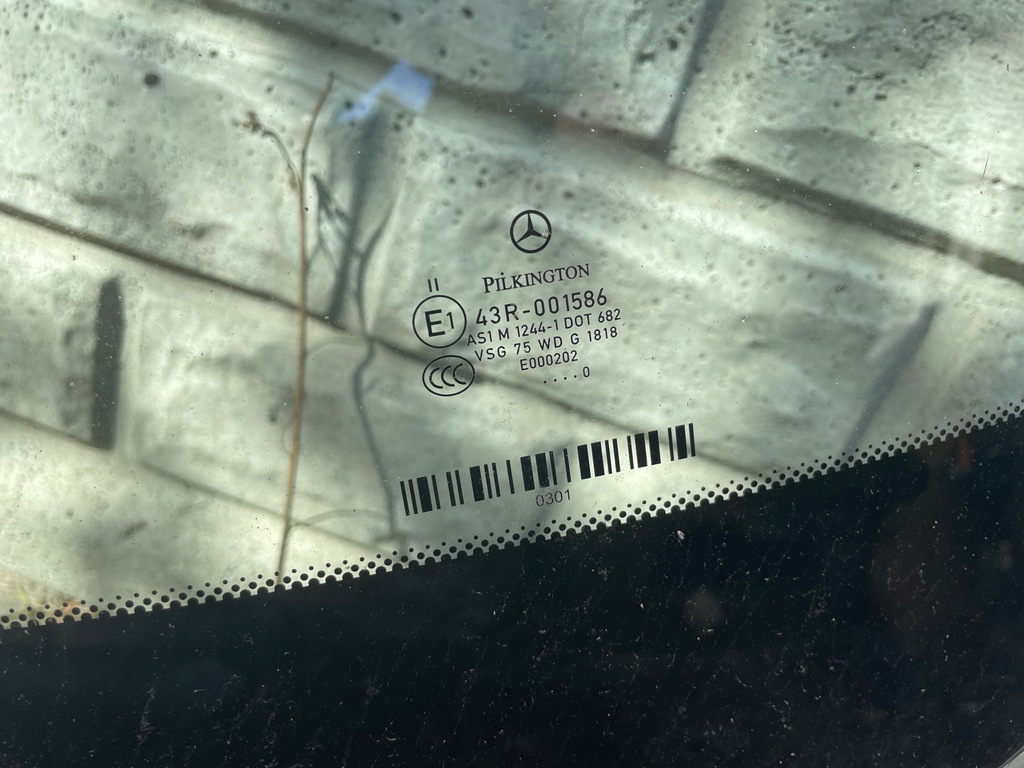 PILKINGTON
II
E1 43R-001586
AS1 M 1244-1 DOT 682
VSG 75 WD G 1818
CCC E000202
....0
0301